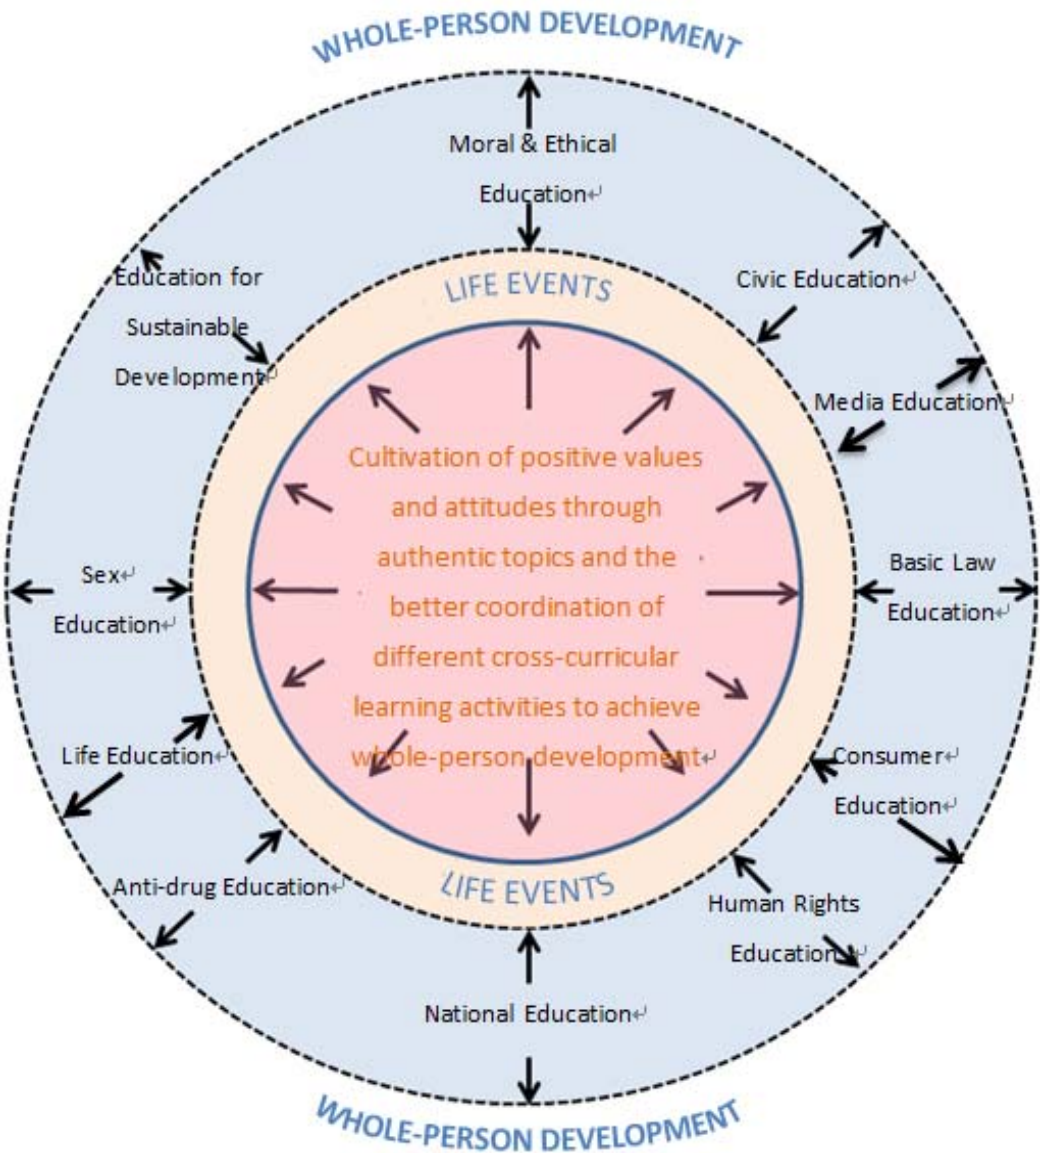 WHOLE-PERSON DEVELOPMENT
Moral & Ethical
Education
Civic Education
Media Education
Basic Law
Education
Consumer
Education
Human Rights
Education
National Education
Anti-drug Education
Life Education
Sex
Education
Education for
Sustainable
Development
LIFE EVENTS
Cultivation of positive values
and attitudes through
authentic topics and the
better coordination of
different cross-curricular
learning activities to achieve
whole-person development
LIFE EVENTS
WHOLE-PERSON DEVELOPMENT